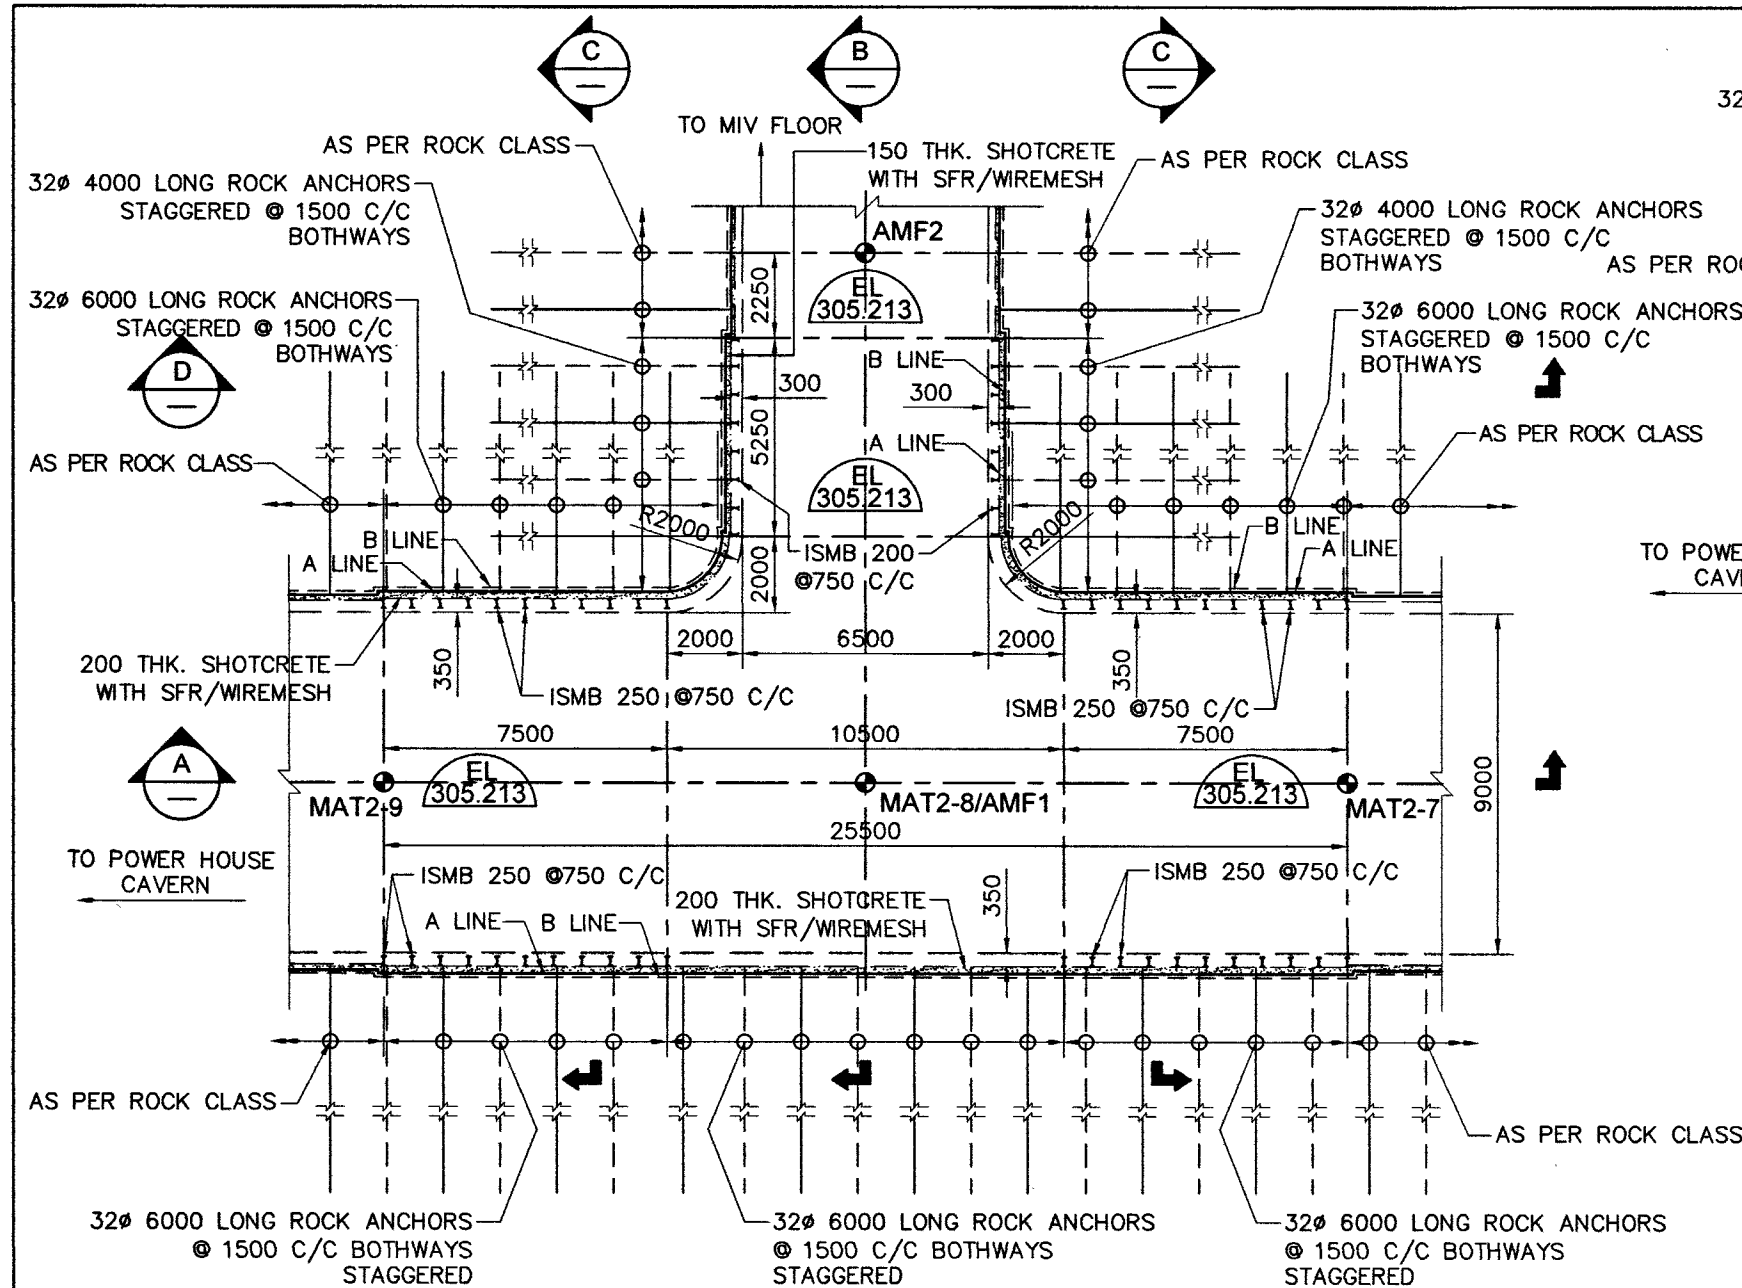 C
B
C
32
TO MIV FLOOR
AS PER ROCK CLASS
150 THK. SHOTCRETE
WITH SFR/WIREMESH
AS PER ROCK CLASS
32ø 4000 LONG ROCK ANCHORS
STAGGERED @ 1500 C/C
BOTHWAYS
AMF2
32ø 4000 LONG ROCK ANCHORS
STAGGERED @ 1500 C/C
BOTHWAYS
AS PER ROC
EL
305.213
2250
32ø 6000 LONG ROCK ANCHORS
STAGGERED @ 1500 C/C
BOTHWAYS
32ø 6000 LONG ROCK ANCHORS
STAGGERED @ 1500 C/C
BOTHWAYS
D
B LINE
300
300
5250
A LINE
AS PER ROCK CLASS
AS PER ROCK CLASS
EL
305.213
R2000
R2000
B LINE
A LINE
ISMB 200
@750 C/C
2000
B LINE
A LINE
TO POWE
CAV
2000
6500
2000
350
350
200 THK. SHOTCRETE
WITH SFR/WIREMESH
ISMB 250 @750 C/C
ISMB 250 @750 C/C
7500
10500
7500
A
EL
305.213
EL
305.213
9000
MAT2-9
MAT2-8/AMF1
MAT2-7
25500
TO POWER HOUSE
CAVERN
ISMB 250 @750 C/C
ISMB 250 @750 C/C
200 THK. SHOTCRETE
WITH SFR/WIREMESH
350
A LINE
B LINE
AS PER ROCK CLASS
AS PER ROCK CLASS
32ø 6000 LONG ROCK ANCHORS
@ 1500 C/C BOTHWAYS
STAGGERED
32ø 6000 LONG ROCK ANCHORS
@ 1500 C/C BOTHWAYS
STAGGERED
32ø 6000 LONG ROCK ANCHORS
@ 1500 C/C BOTHWAYS
STAGGERED